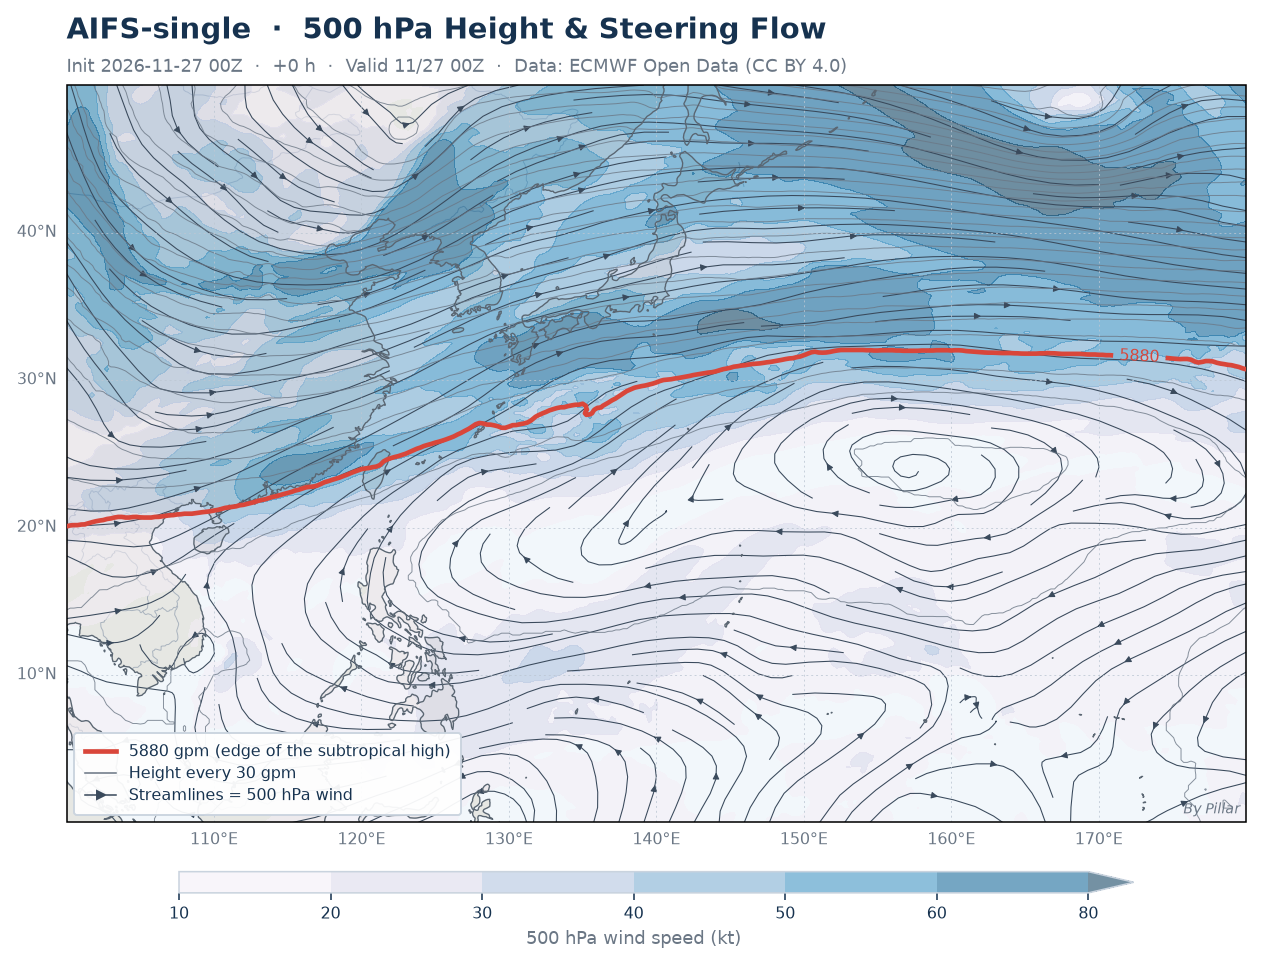 AIFS-single · 500 hPa Height & Steering Flow
Init 2026-11-27 00Z · +0 h · Valid 11/27 00Z · Data: ECMWF Open Data (CC BY 4.0)
40°N
5880
30°N
20°N
10°N
5880 gpm (edge of the subtropical high)
Height every 30 gpm
Streamlines = 500 hPa wind
By Pillar
110°E 120°E 130°E 140°E 150°E 160°E 170°E
10 20 30 40 50 60 80
500 hPa wind speed (kt)